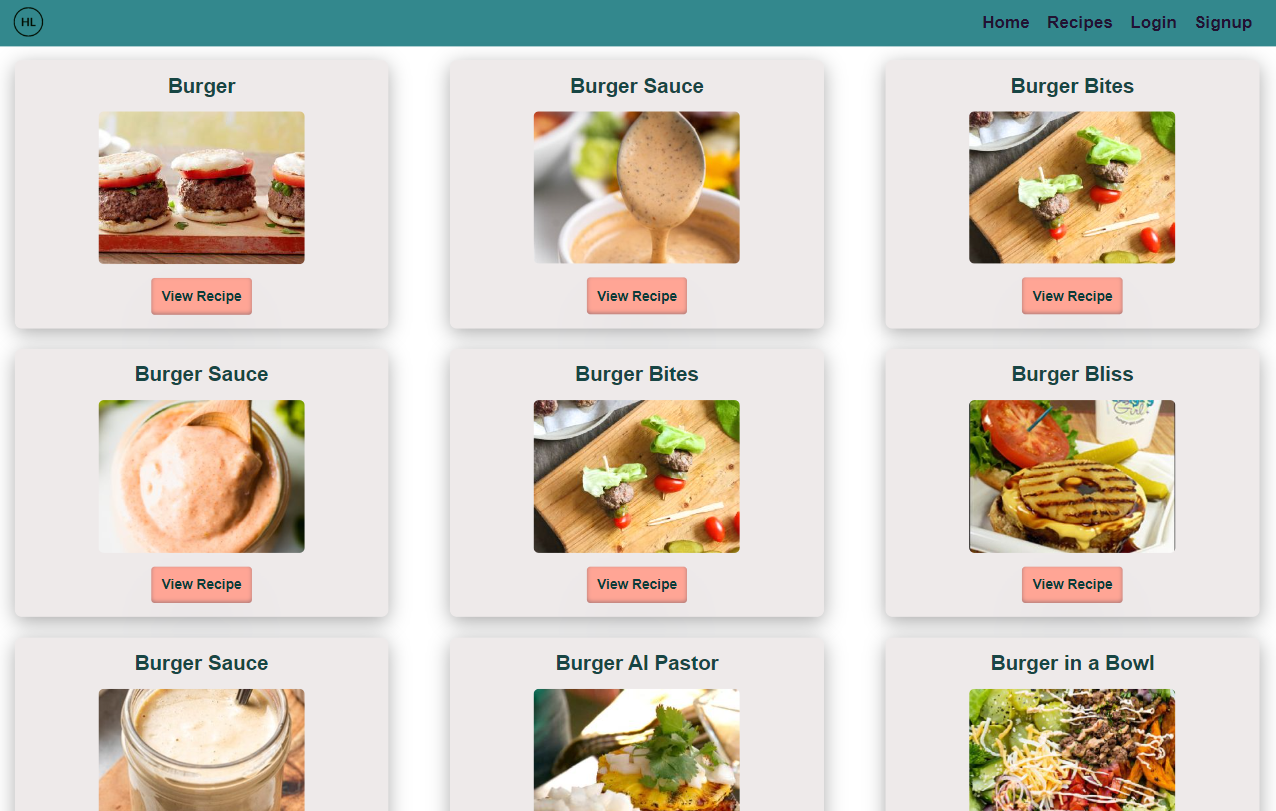 HL
Home Recipes Login Signup
Burger Burger Sauce Burger Bites
View Recipe View Recipe View Recipe
Burger Sauce Burger Bites Burger Bliss
Girl
View Recipe View Recipe View Recipe
Burger Sauce Burger Al Pastor Burger in a Bowl